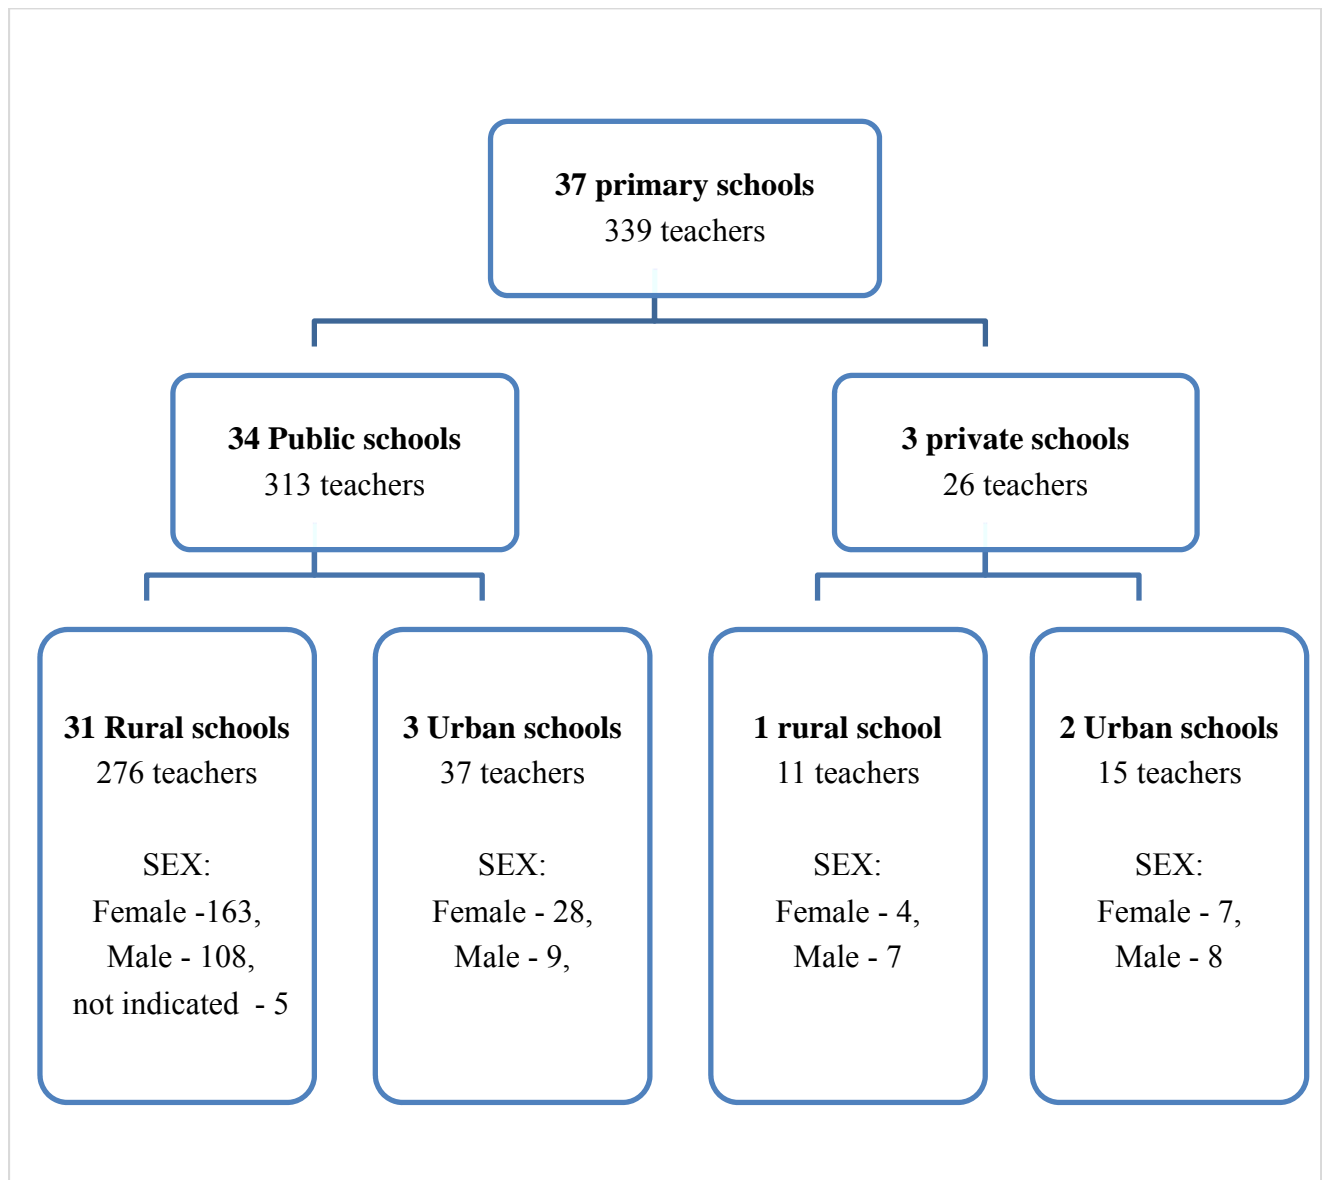 37 primary schools
339 teachers
34 Public schools
313 teachers
3 private schools
26 teachers
31 Rural schools
276 teachers
SEX:
Female -163,
Male - 108,
not indicated  - 5
3 Urban schools
37 teachers
SEX:
Female - 28,
Male - 9,
1 rural school
11 teachers
SEX:
Female - 4,
Male - 7
2 Urban schools
15 teachers
SEX:
Female - 7,
Male - 8